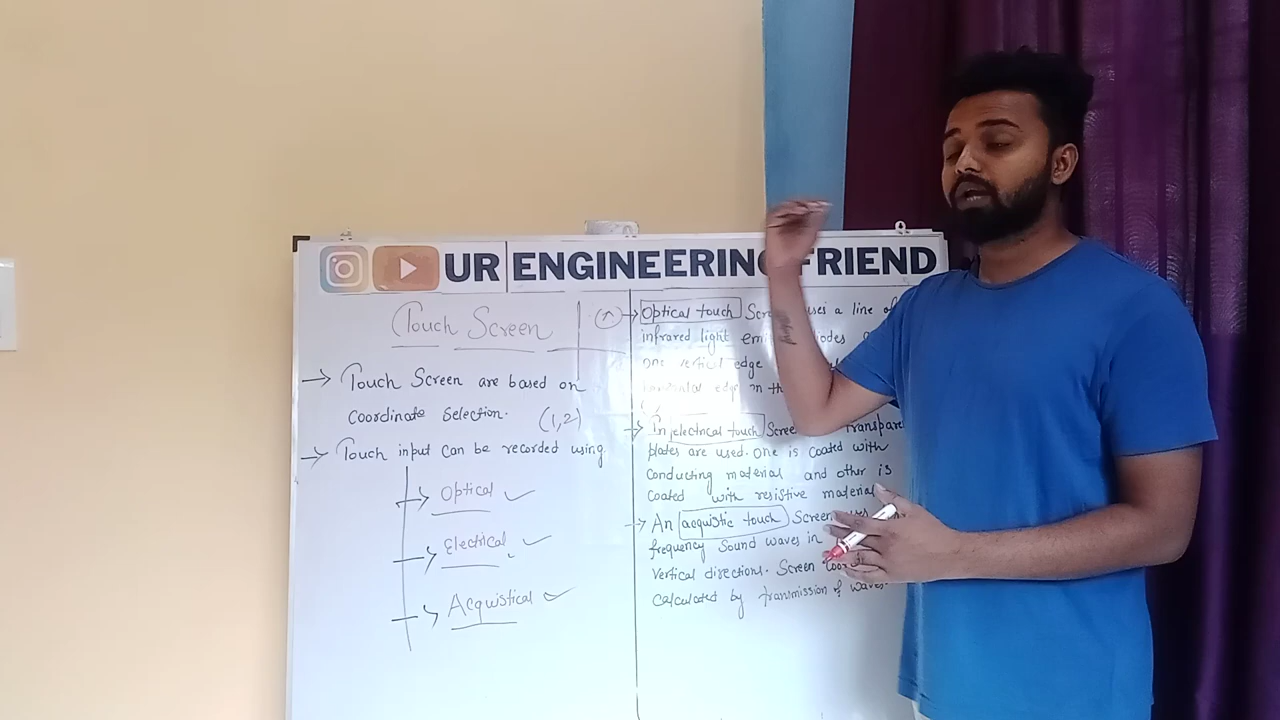 UR ENGINEERING FRIEND
Touch Screen
→ Touch Screen are based on
Coordinate Selection. (1,2)
→ Touch input can be recorded using
→ Optical ✓
→ Electrical ✓
→ Acquistical ✓
→ Optical touch uses a line of
infrared light
one vertical edge
edge in
→ In electrical touch Screen
plates are used. One is coated with
conducting material and other is
coated with resistive material
→ An acquistic touch Screen
frequency Sound waves in
vertical directions. Screen
calculated by transmission of waves.